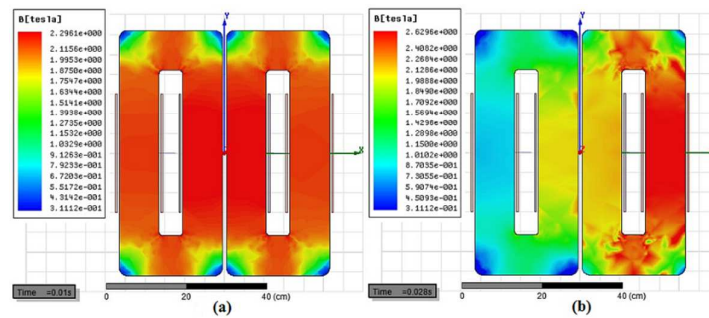 B[tesla]
2.2961e+000
2.1156e+000
1.9953e+000
1.8750e+000
1.7547e+000
1.6344e+000
1.5141e+000
1.3938e+000
1.2735e+000
1.1532e+000
1.0329e+000
9.1263e-001
7.9233e-001
6.7203e-001
5.5172e-001
4.3142e-001
3.1112e-001
Y
X
Time =0.01s
0
20
40 (cm)
(a)
B[tesla]
2.6296e+000
2.4082e+000
2.2684e+000
2.1286e+000
1.9888e+000
1.8490e+000
1.7092e+000
1.5694e+000
1.4296e+000
1.2898e+000
1.1500e+000
1.0102e+000
8.7035e-001
7.3055e-001
5.9074e-001
4.5093e-001
3.1112e-001
Y
Time =0.028s
0
20
40 (cm)
(b)